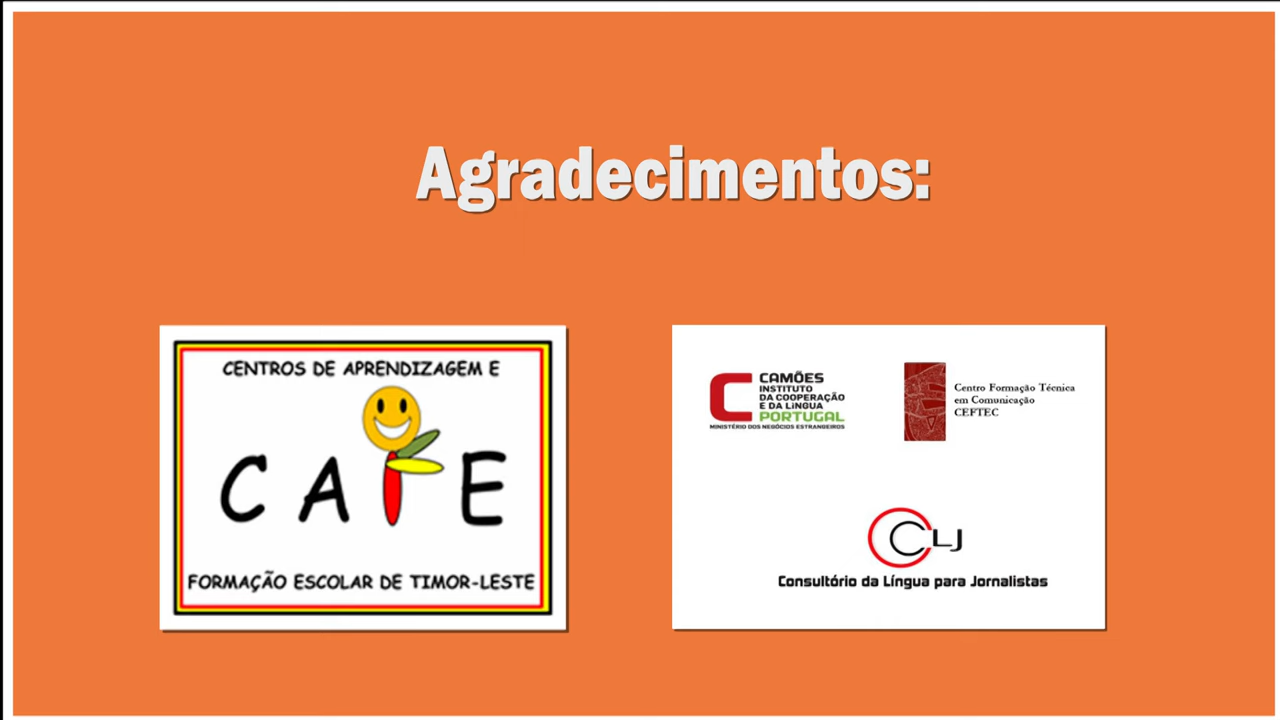 Agradecimentos:
CENTROS DE APRENDIZAGEM E
CAFE
FORMAÇÃO ESCOLAR DE TIMOR-LESTE
CAMÕES
INSTITUTO
DA COOPERAÇÃO
E DA LÍNGUA
PORTUGAL
MINISTÉRIO DOS NEGÓCIOS ESTRANGEIROS
Centro Formação Técnica
em Comunicação
CEFTEC
CLJ
Consultório da Língua para Jornalistas